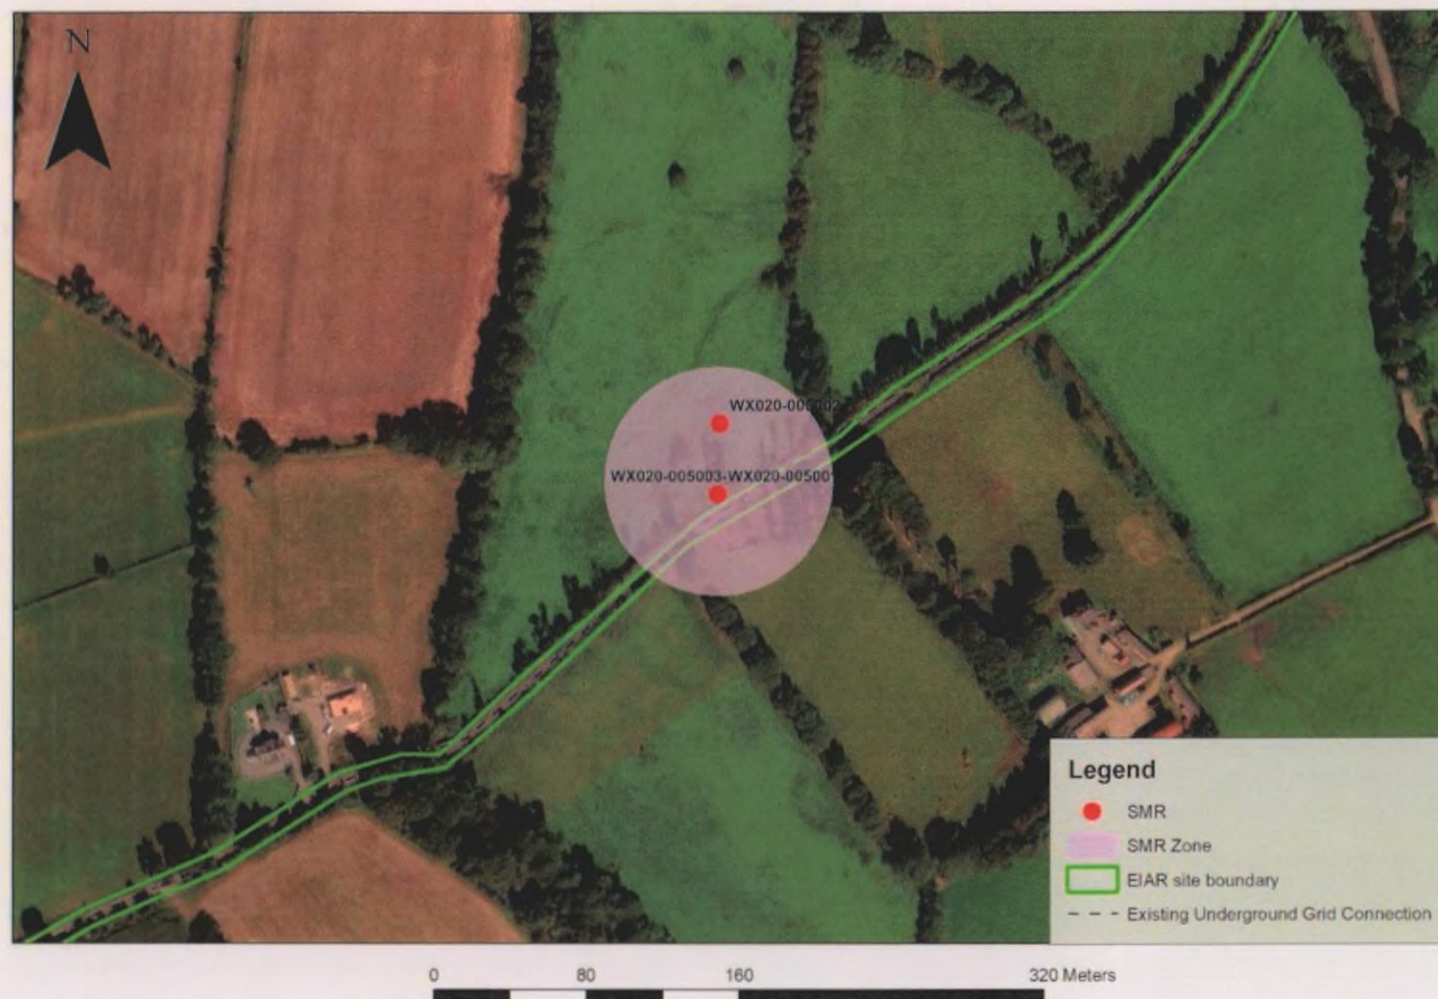 N
WX020-005002
WX020-005003-WX020-005001
Legend
SMR
SMR Zone
EIAR site boundary
Existing Underground Grid Connection
0 80 160 320 Meters